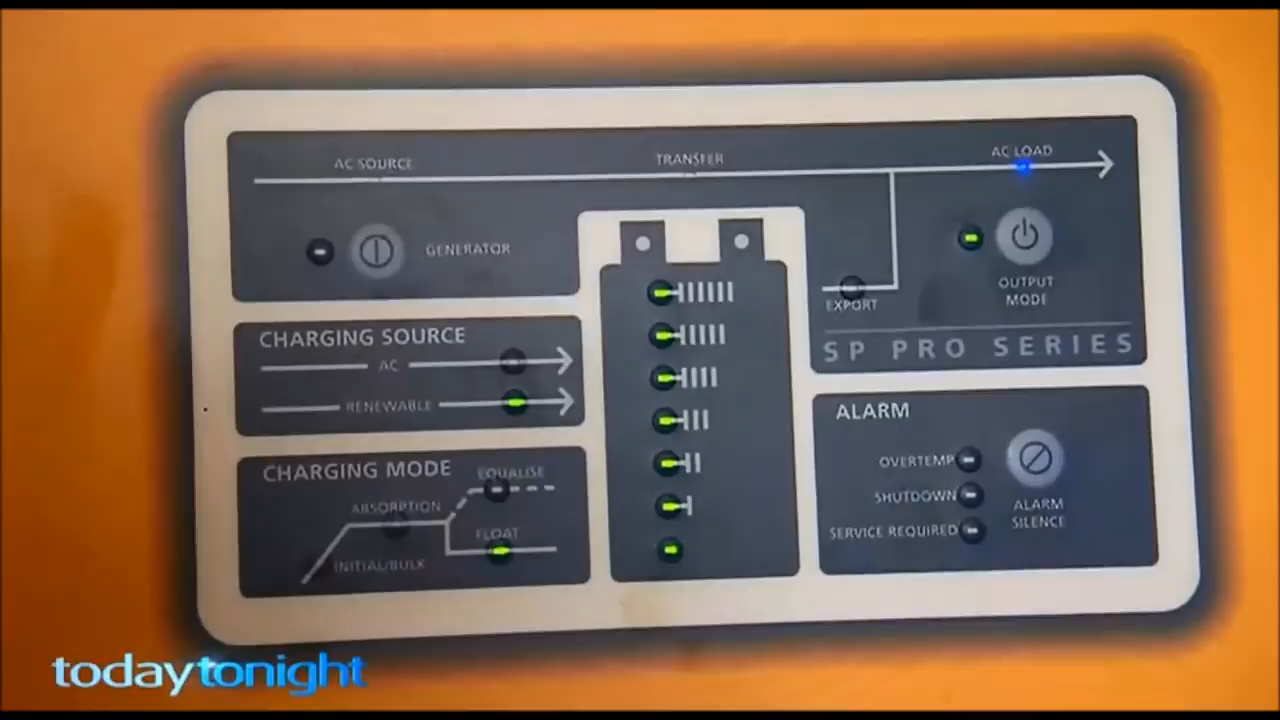 AC SOURCE
TRANSFER
AC LOAD
GENERATOR
OUTPUT
MODE
EXPORT
SP PRO SERIES
CHARGING SOURCE
AC
RENEWABLE
CHARGING MODE
EQUALISE
ABSORPTION
FLOAT
INITIAL/BULK
ALARM
OVERTEMP
SHUTDOWN
SERVICE REQUIRED
ALARM
SILENCE
todaytonight